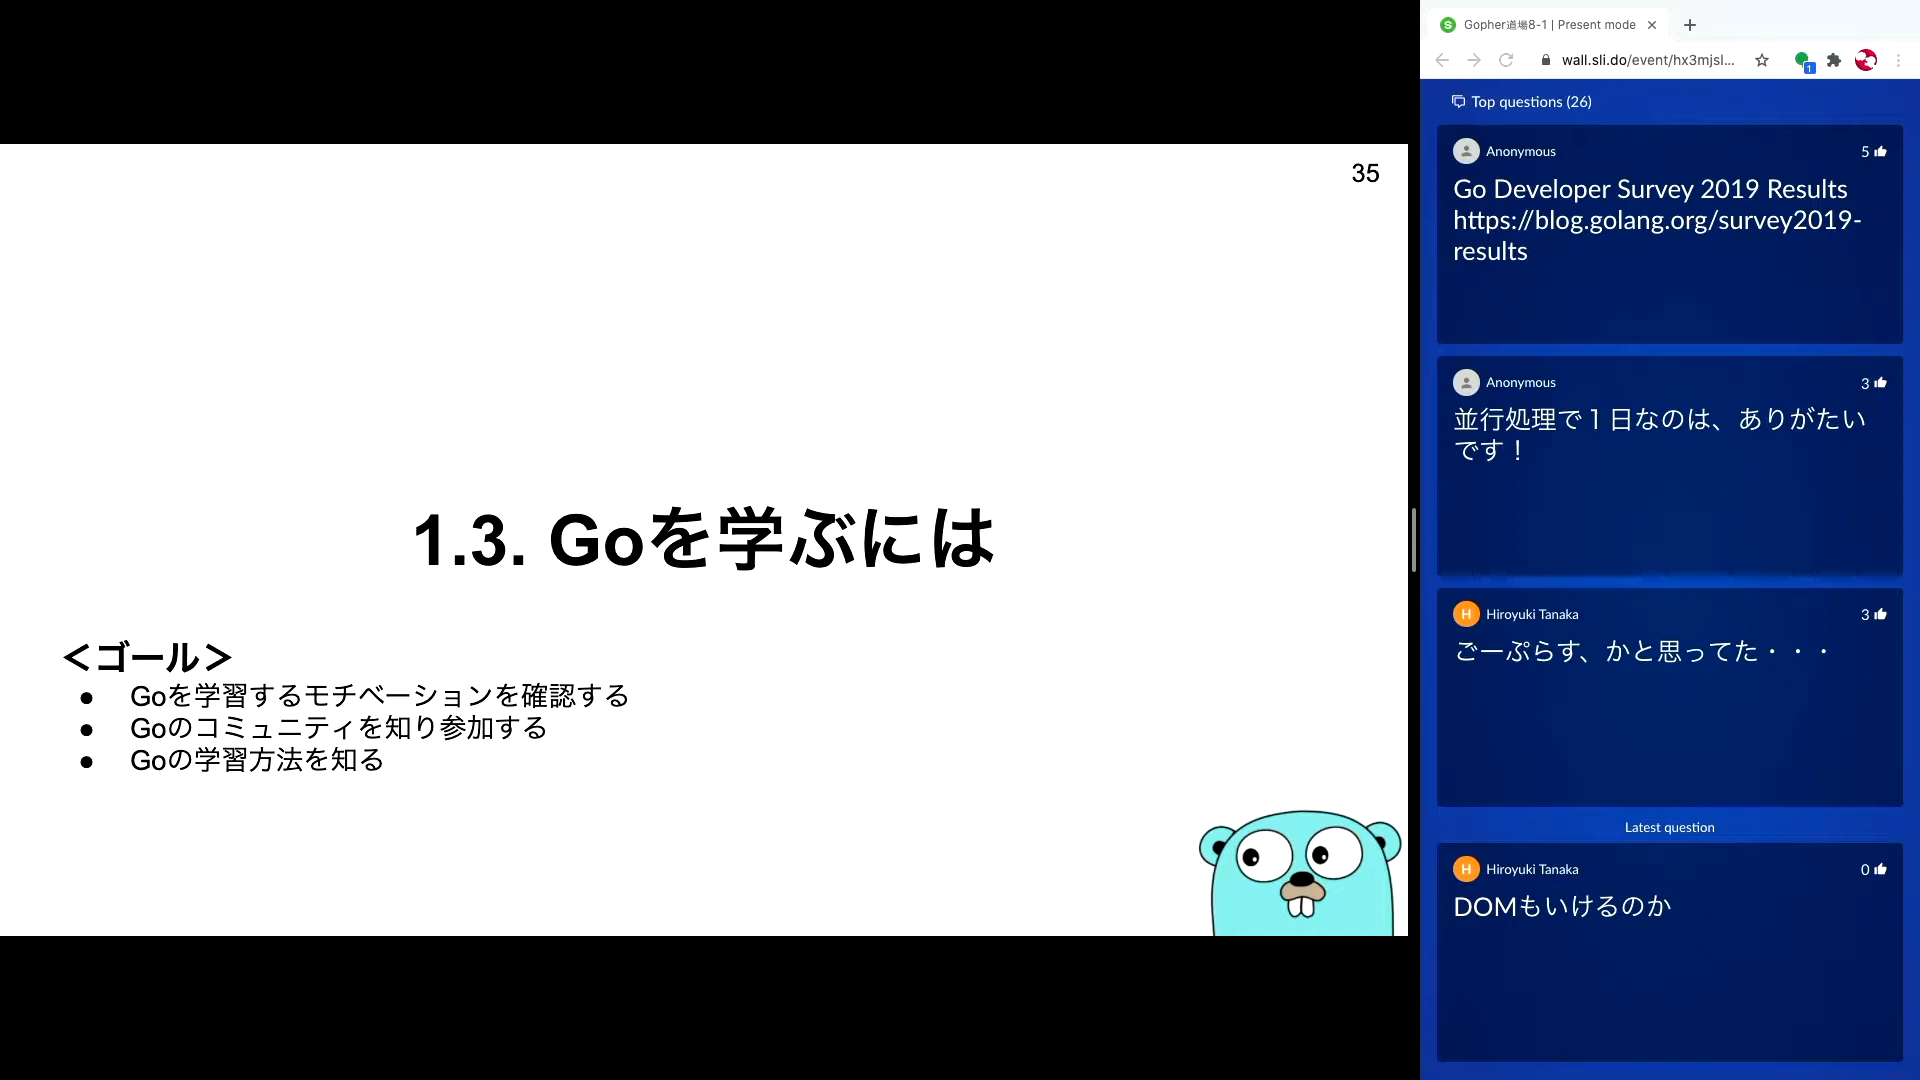 35
1.3. Goを学ぶには
＜ゴール＞
● Goを学習するモチベーションを確認する
● Goのコミュニティを知り参加する
● Goの学習方法を知る
Gopher道場8-1 | Present mode
wall.sli.do/event/hx3mjsl...
1
Top questions (26)
Anonymous
5
Go Developer Survey 2019 Results
https://blog.golang.org/survey2019-
results
Anonymous
3
並行処理で１日なのは、ありがたい
です！
H Hiroyuki Tanaka
3
ごーぷらす、かと思ってた・・・
Latest question
H Hiroyuki Tanaka
0
DOMもいけるのか